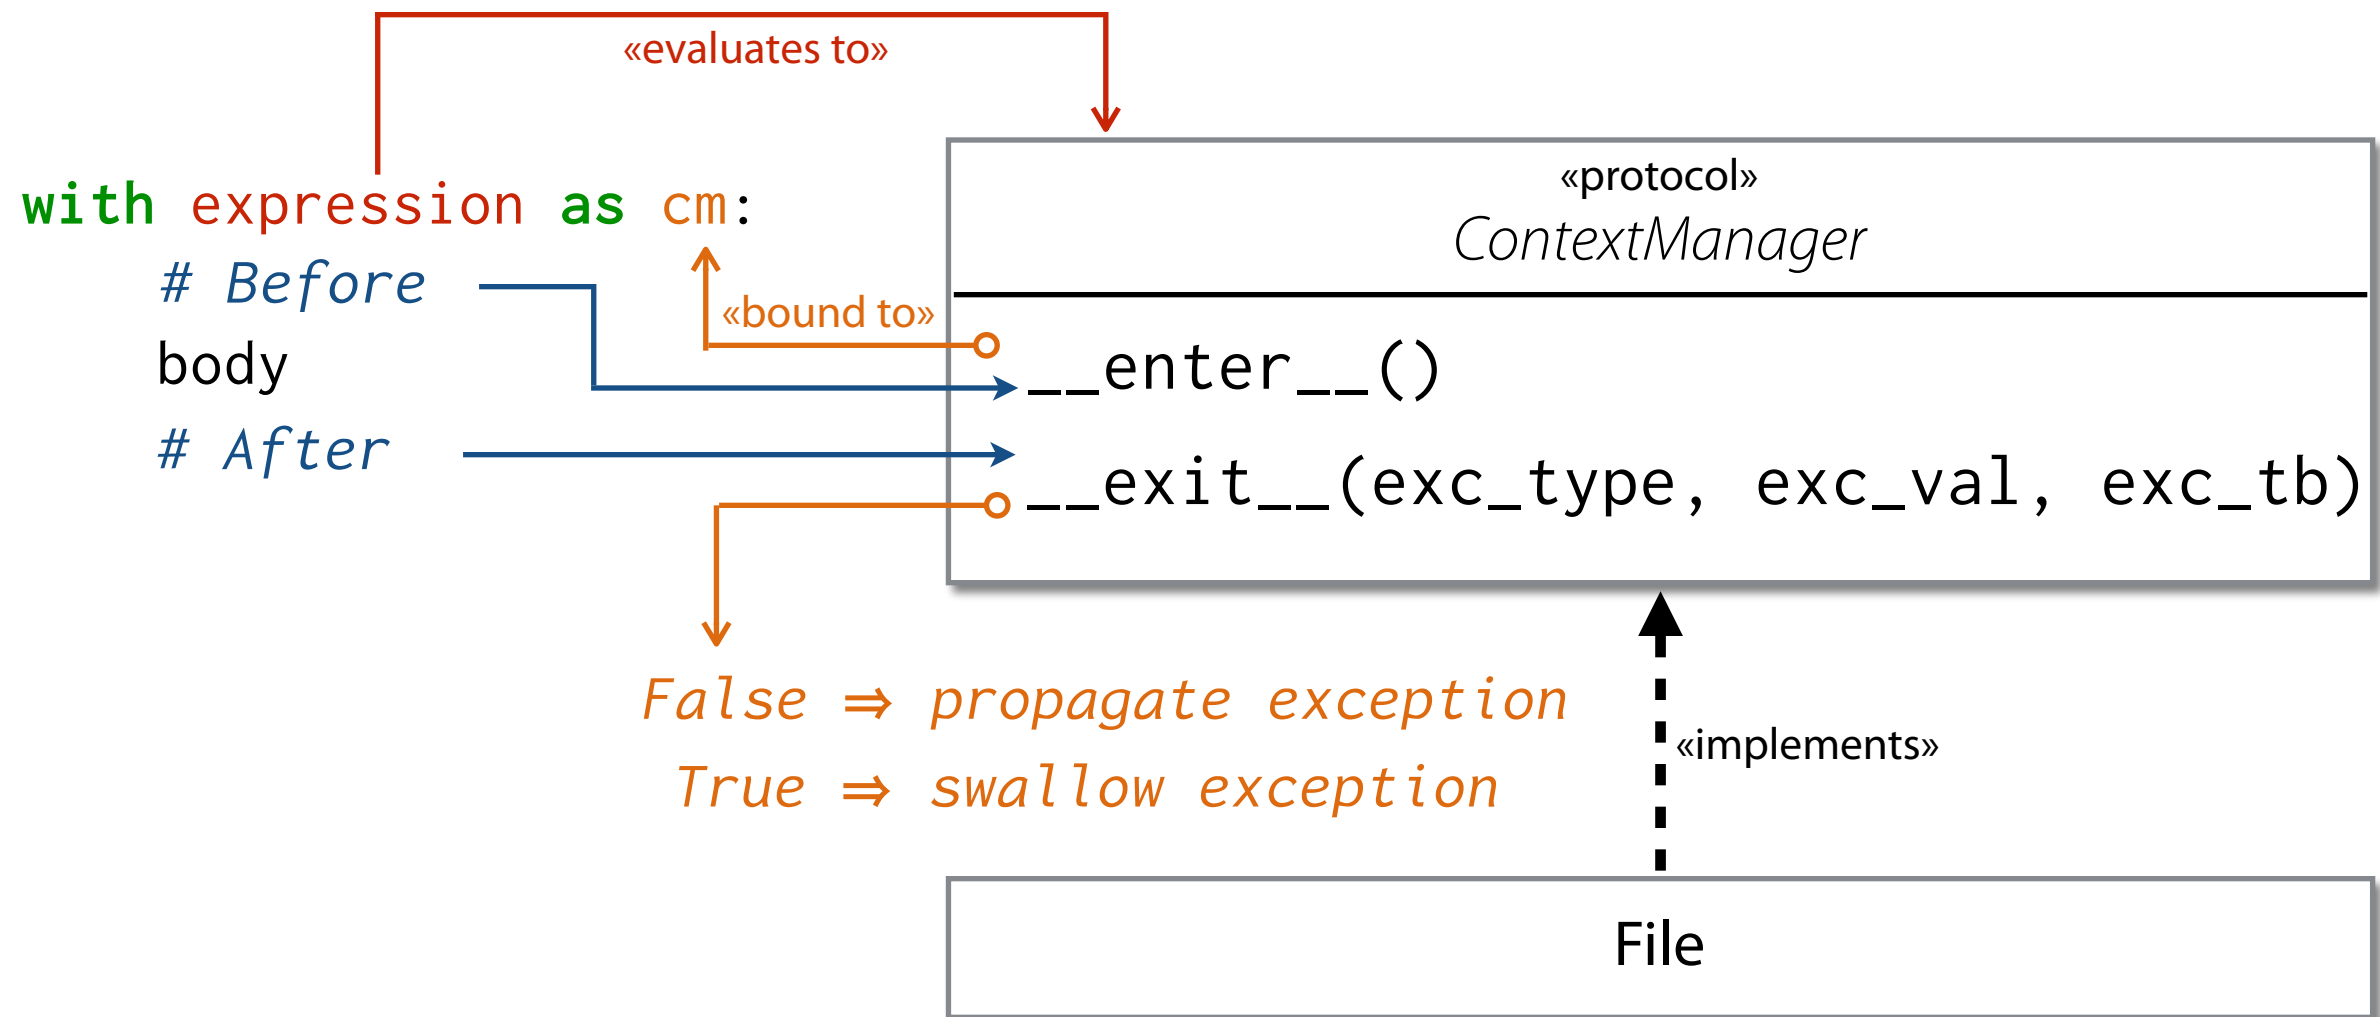 «evaluates to»
with expression as cm:
# Before
body
# After
«bound to»
«protocol»
ContextManager
__enter__()
__exit__(exc_type, exc_val, exc_tb)
False ⇒ propagate exception
True ⇒ swallow exception
«implements»
File